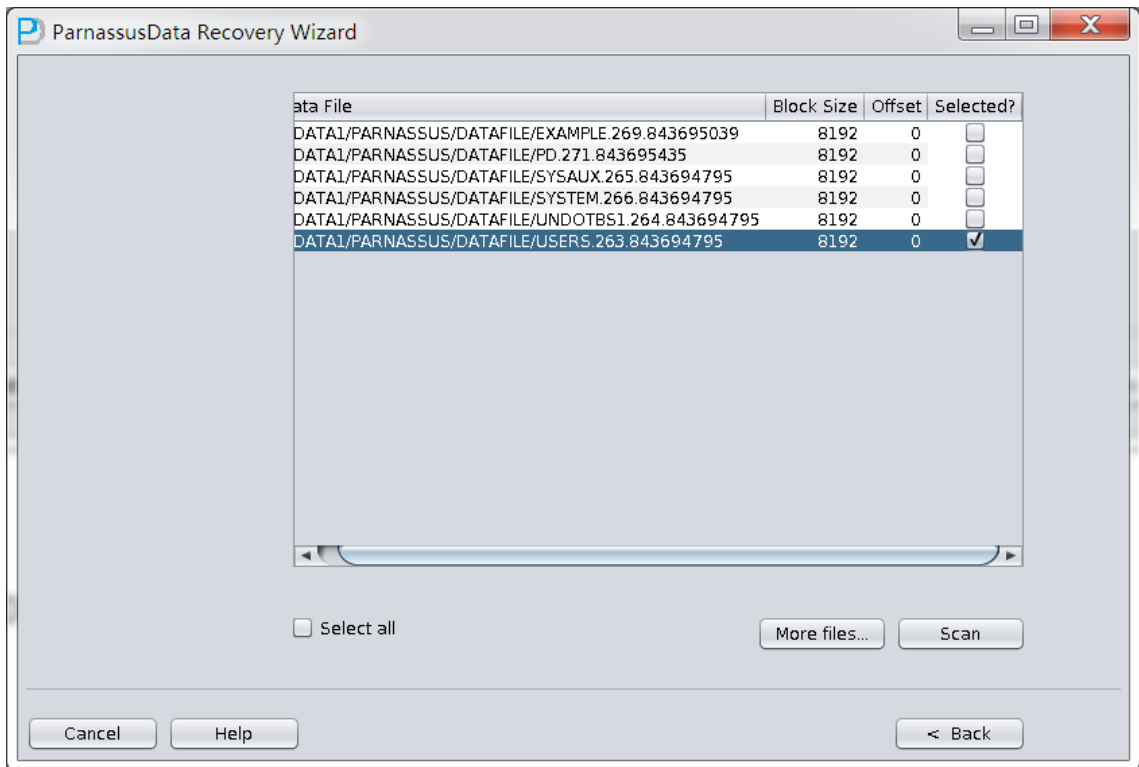 ParnassusData Recovery Wizard
ata File Block Size Offset Selected?
DATA1/PARNASSUS/DATAFILE/EXAMPLE.269.843695039 8192 0
DATA1/PARNASSUS/DATAFILE/PD.271.843695435 8192 0
DATA1/PARNASSUS/DATAFILE/SYSAUX.265.843694795 8192 0
DATA1/PARNASSUS/DATAFILE/SYSTEM.266.843694795 8192 0
DATA1/PARNASSUS/DATAFILE/UNDOTBS1.264.843694795 8192 0
DATA1/PARNASSUS/DATAFILE/USERS.263.843694795 8192 0
Select all More files... Scan
Cancel Help < Back